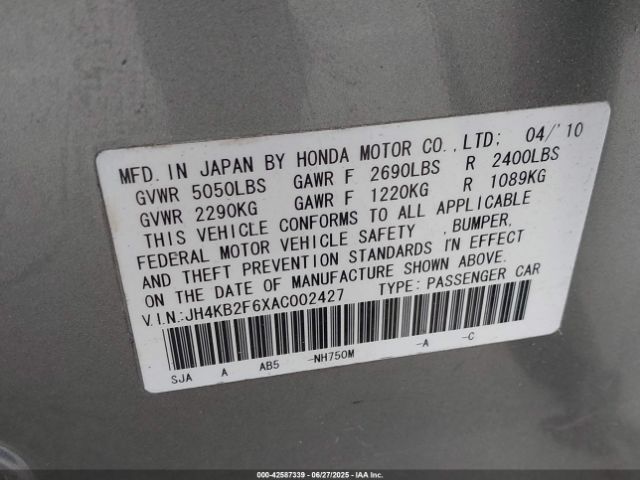 MFD. IN JAPAN BY HONDA MOTOR CO.,LTD; 04/'10
GVWR 5050LBS GAWR F 2690LBS R 2400LBS
GVWR 2290KG GAWR F 1220KG R 1089KG
THIS VEHICLE CONFORMS TO ALL APPLICABLE
FEDERAL MOTOR VEHICLE SAFETY , BUMPER,
AND THEFT PREVENTION STANDARDS IN EFFECT
ON THE DATE OF MANUFACTURE SHOWN ABOVE.
V.I.N.:JH4KB2F6XAC002427 TYPE: PASSENGER CAR
SJA A AB5 -NH750M -A -C
000-42587339 - 06/27/2025 - IAAI.COM